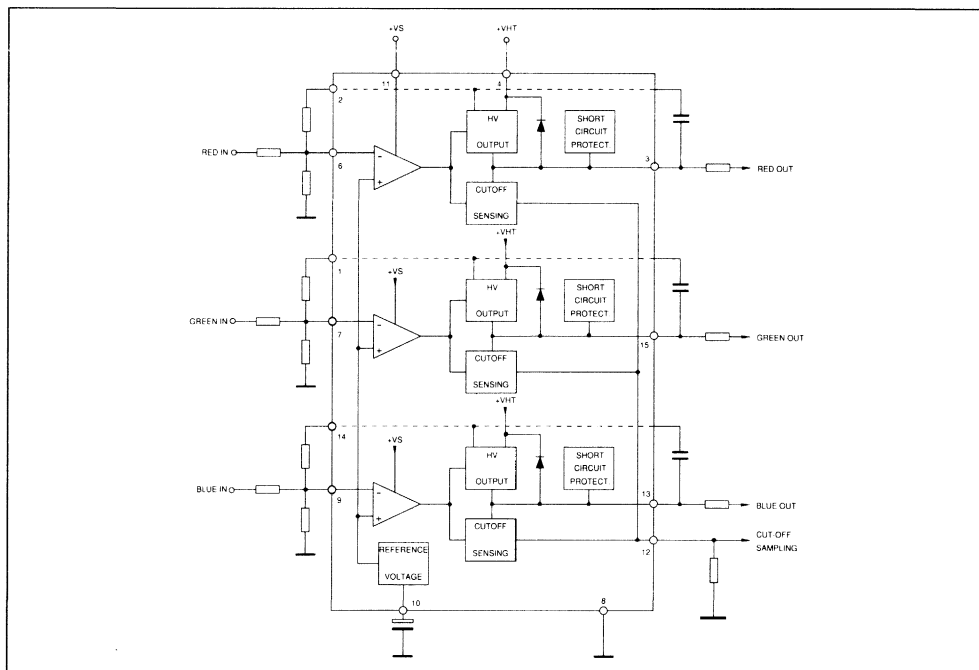 +VS
+VHT
11
4
2
HV
OUTPUT
SHORT
CIRCUIT
PROTECT
RED IN
6
-
+
3
RED OUT
CUTOFF
SENSING
+VHT
1
+VS
HV
OUTPUT
SHORT
CIRCUIT
PROTECT
GREEN IN
7
-
+
15
GREEN OUT
CUTOFF
SENSING
+VHT
14
+VS
HV
OUTPUT
SHORT
CIRCUIT
PROTECT
BLUE IN
9
-
+
13
BLUE OUT
CUTOFF
SENSING
12
CUT-OFF
SAMPLING
REFERENCE
VOLTAGE
10
8